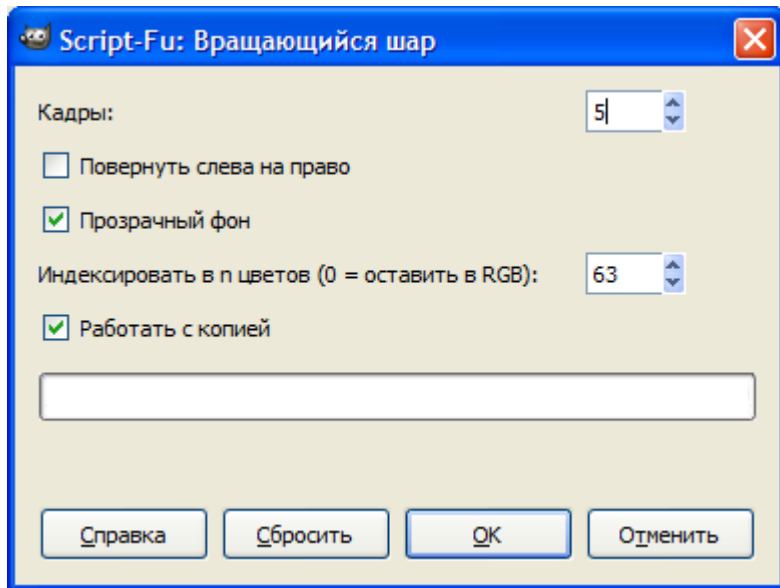 Script-Fu: Вращающийся шар
Кадры: 5
Повернуть слева на право
Прозрачный фон
Индексировать в n цветов (0 = оставить в RGB): 63
Работать с копией
Справка Сбросить OK Отменить